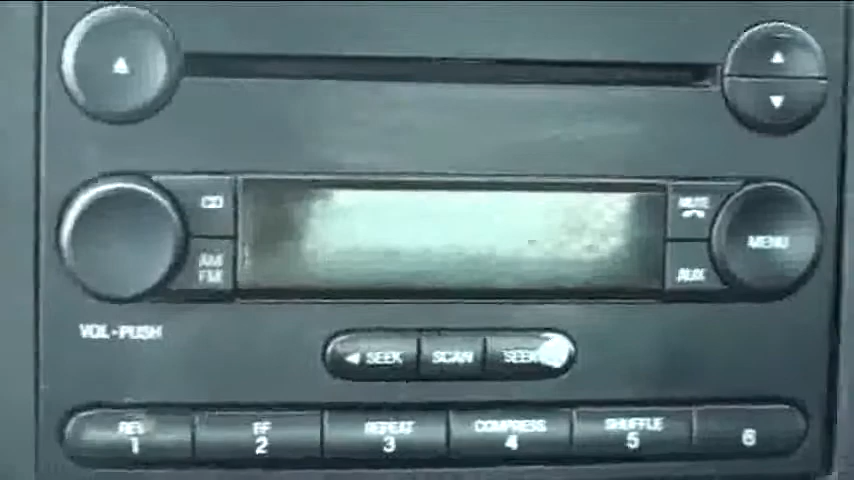 CD
MUTE
MENU
AM
FM
AUX
VOL-PUSH
SEEK
SCAN
SEEK
REV
FF
REPEAT
COMPRESS
SHUFFLE
1
2
3
4
5
6